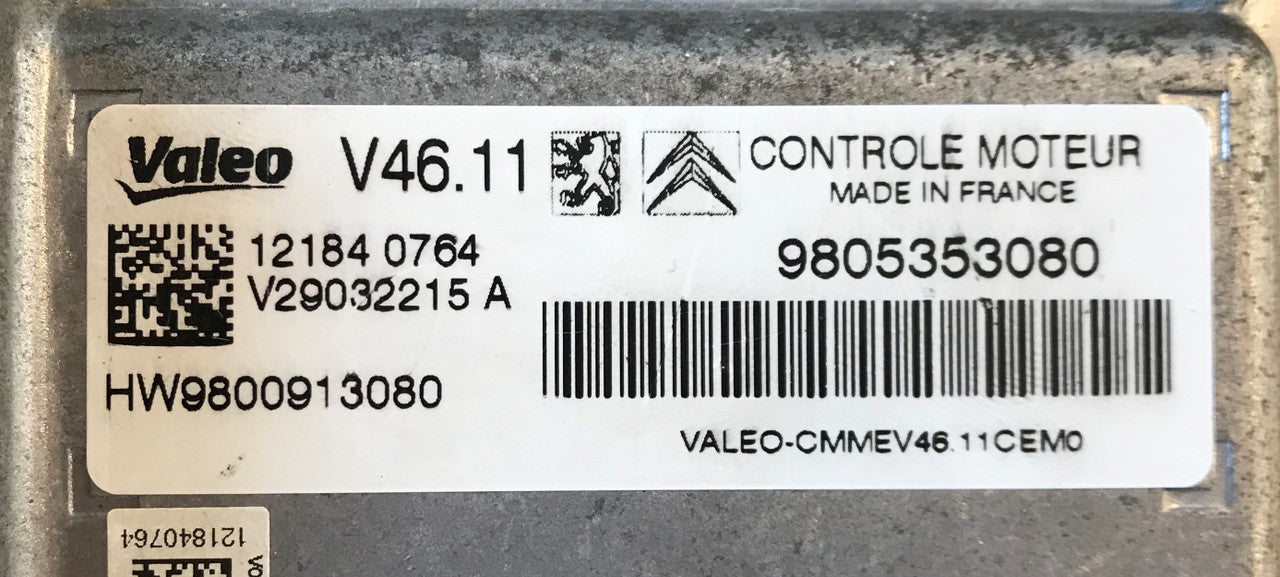 Valeo V46.11 CONTROLE MOTEUR
MADE IN FRANCE
12184 0764
V29032215 A
9805353080
HW9800913080
VALEO-CMMEV46.11CEM0
121840764